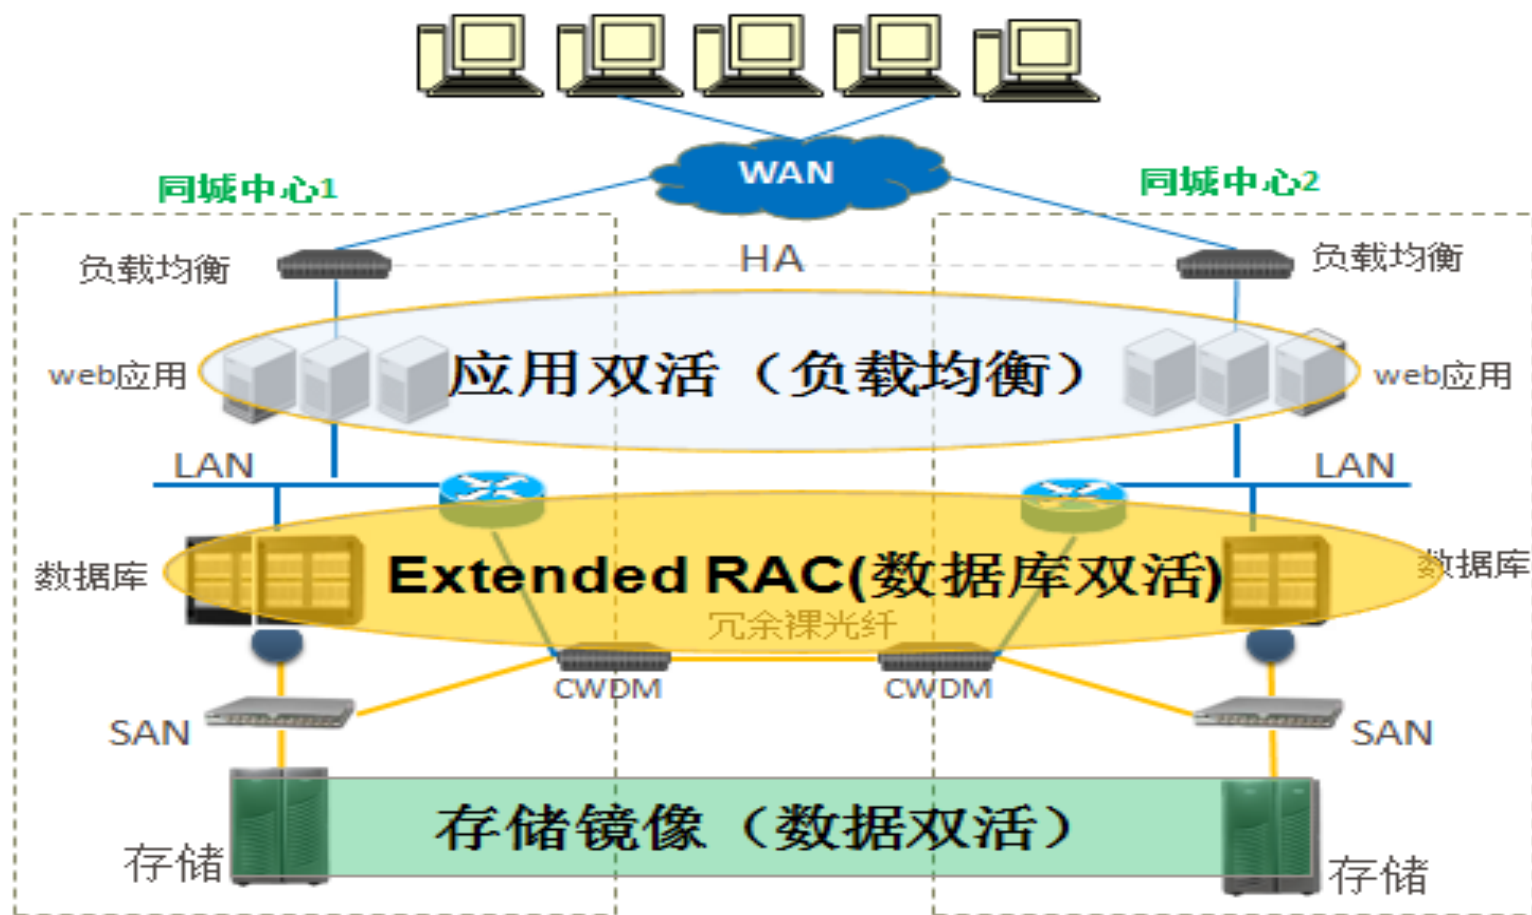 WAN
同城中心1
同城中心2
负载均衡
HA
负载均衡
web应用
应用双活（负载均衡）
web应用
LAN
LAN
数据库
Extended RAC(数据库双活)
数据库
冗余裸光纤
CWDM
CWDM
SAN
SAN
存储镜像（数据双活）
存储
存储